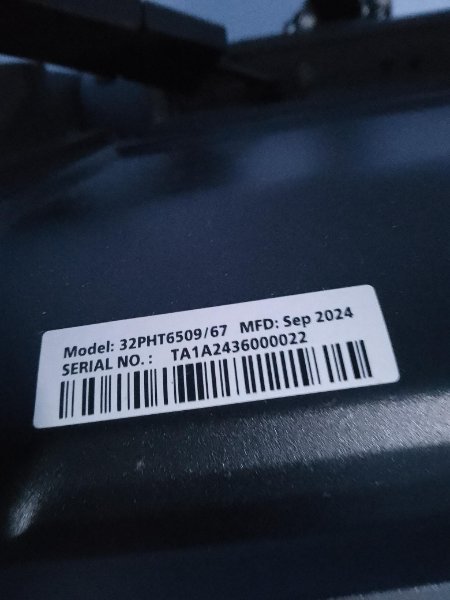 Model: 32PHT6509/67 MFD: Sep 2024
SERIAL NO. : TA1A2436000022